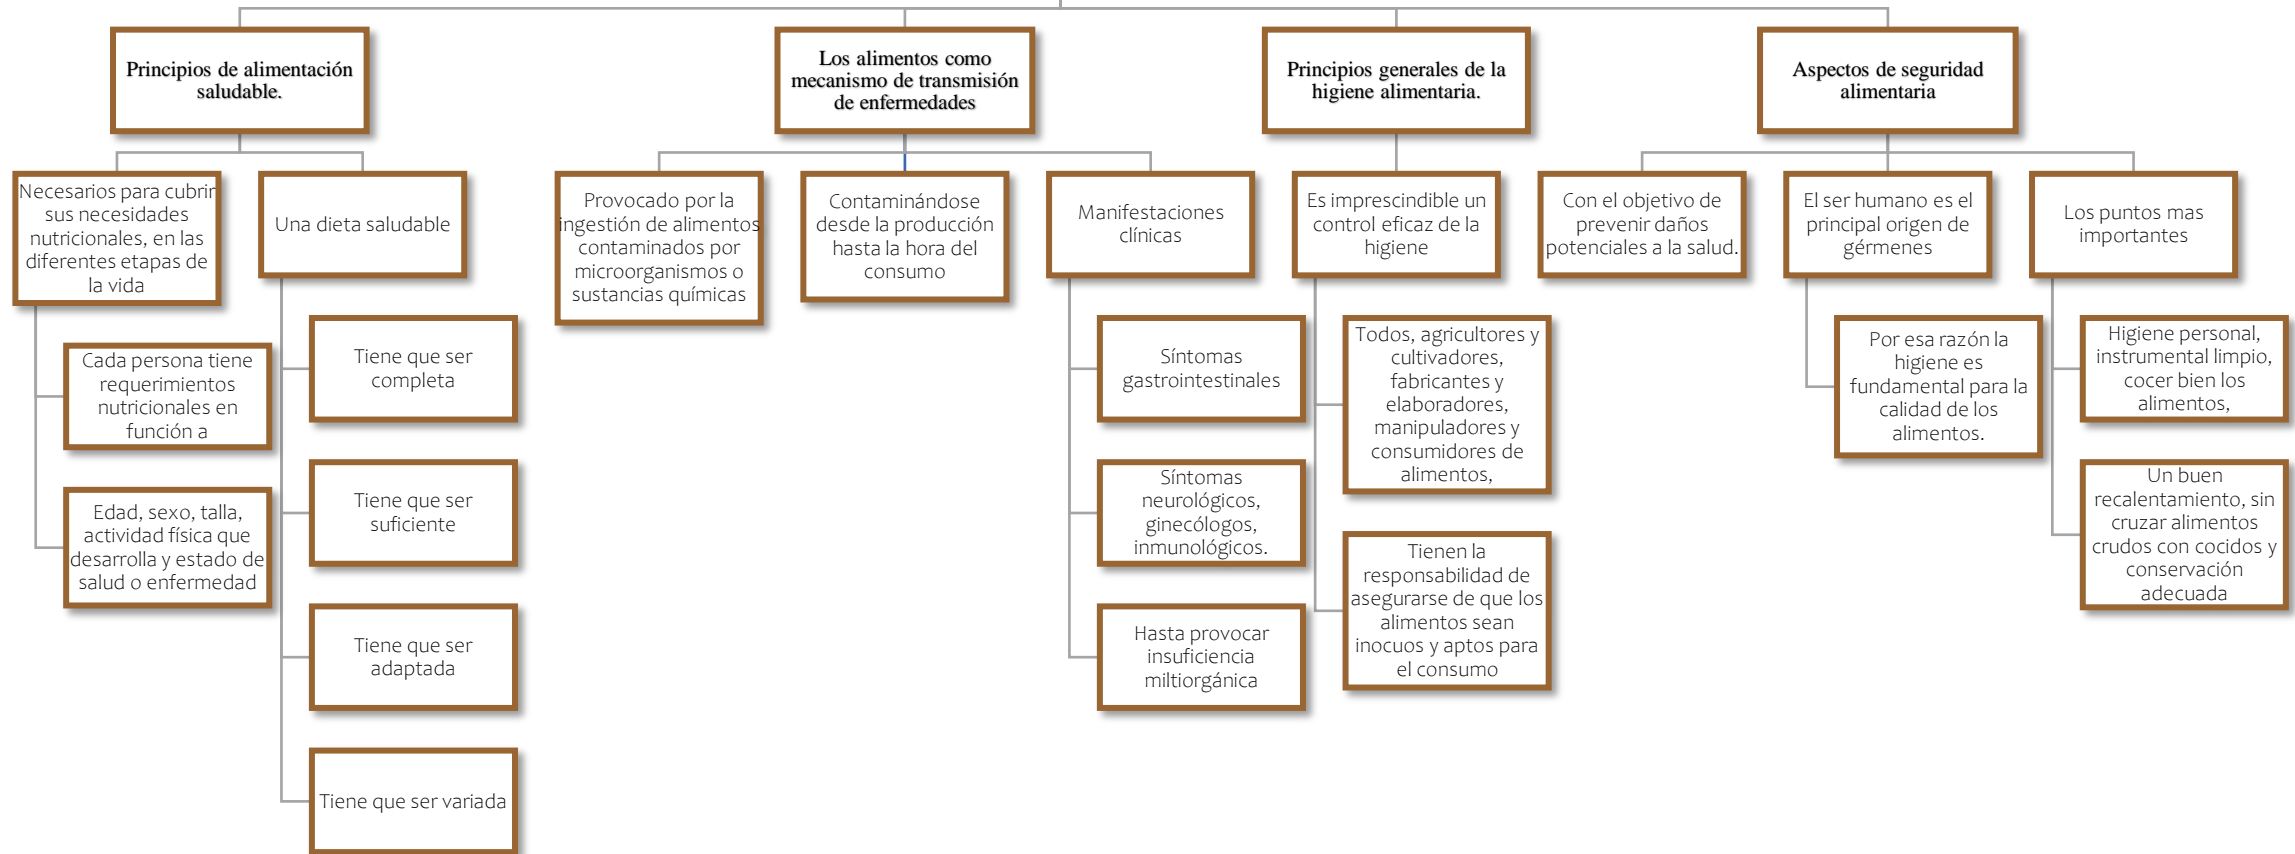 Principios de alimentación
saludable.
Los alimentos como
mecanismo de transmisión
de enfermedades
Principios generales de la
higiene alimentaria.
Aspectos de seguridad
alimentaria
Necesarios para cubrir
sus necesidades
nutricionales, en las
diferentes etapas de
la vida
Una dieta saludable
Provocado por la
ingestión de alimentos
contaminados por
microorganismos o
sustancias químicas
Contaminándose
desde la producción
hasta la hora del
consumo
Manifestaciones
clínicas
Es imprescindible un
control eficaz de la
higiene
Con el objetivo de
prevenir daños
potenciales a la salud.
El ser humano es el
principal origen de
gérmenes
Los puntos mas
importantes
Cada persona tiene
requerimientos
nutricionales en
función a
Edad, sexo, talla,
actividad física que
desarrolla y estado de
salud o enfermedad
Tiene que ser
completa
Tiene que ser
suficiente
Tiene que ser
adaptada
Tiene que ser variada
Síntomas
gastrointestinales
Síntomas
neurológicos,
ginecólogos,
inmunológicos.
Hasta provocar
insuficiencia
miltiorgánica
Todos, agricultores y
cultivadores,
fabricantes y
elaboradores,
manipuladores y
consumidores de
alimentos,
Tienen la
responsabilidad de
asegurarse de que los
alimentos sean
inocuos y aptos para
el consumo
Por esa razón la
higiene es
fundamental para la
calidad de los
alimentos.
Higiene personal,
instrumental limpio,
cocer bien los
alimentos,
Un buen
recalentamiento, sin
cruzar alimentos
crudos con cocidos y
conservación
adecuada